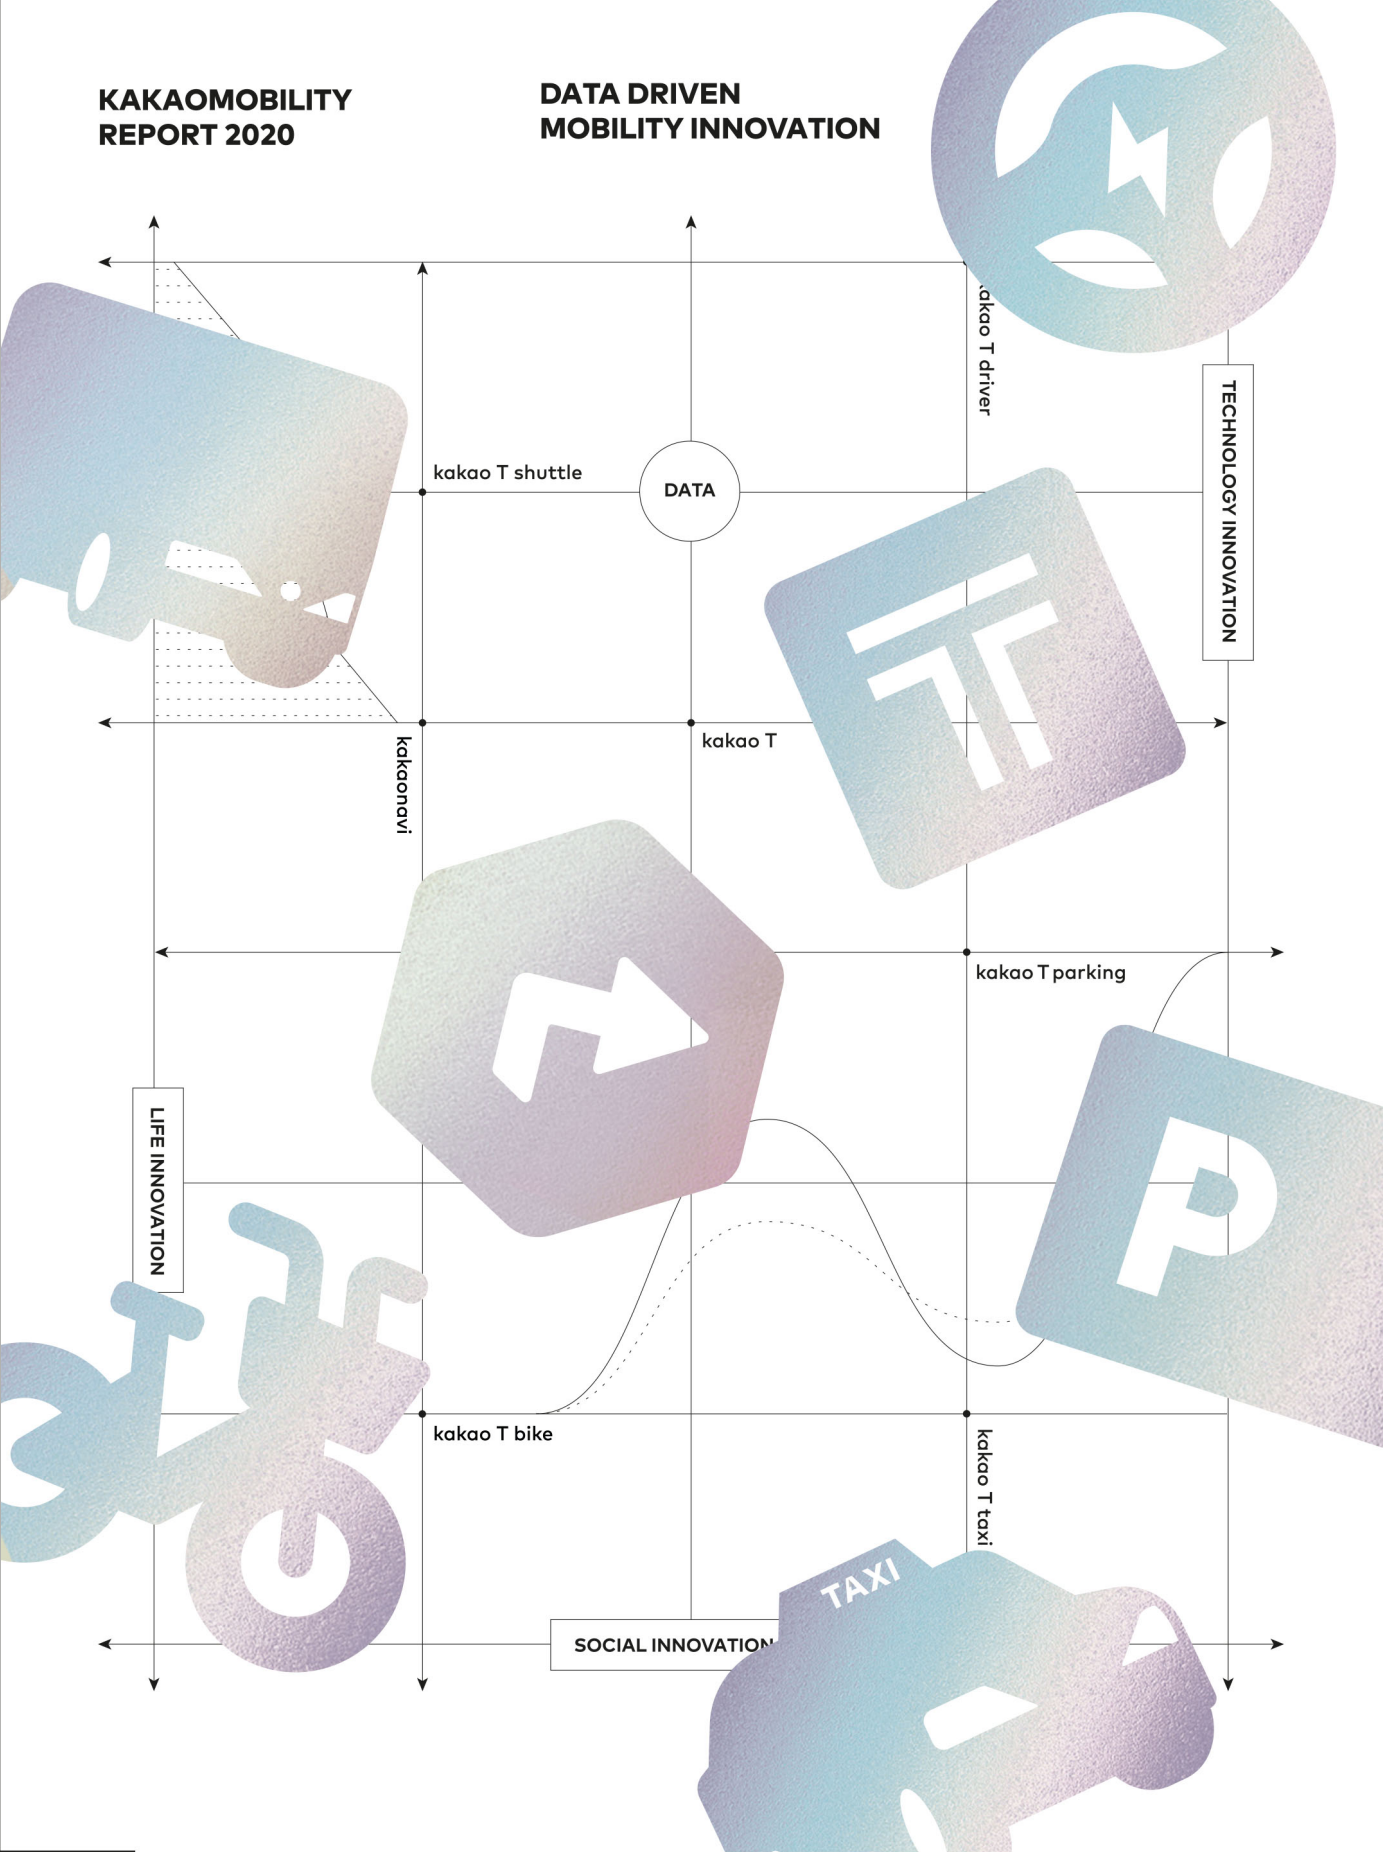 KAKAOMOBILITY
REPORT 2020
DATA DRIVEN
MOBILITY INNOVATION
kakao T driver
TECHNOLOGY INNOVATION
kakao T shuttle
DATA
kakao T
kakaonavi
kakao T parking
P
LIFE INNOVATION
kakao T bike
kakao T taxi
TAXI
SOCIAL INNOVATION